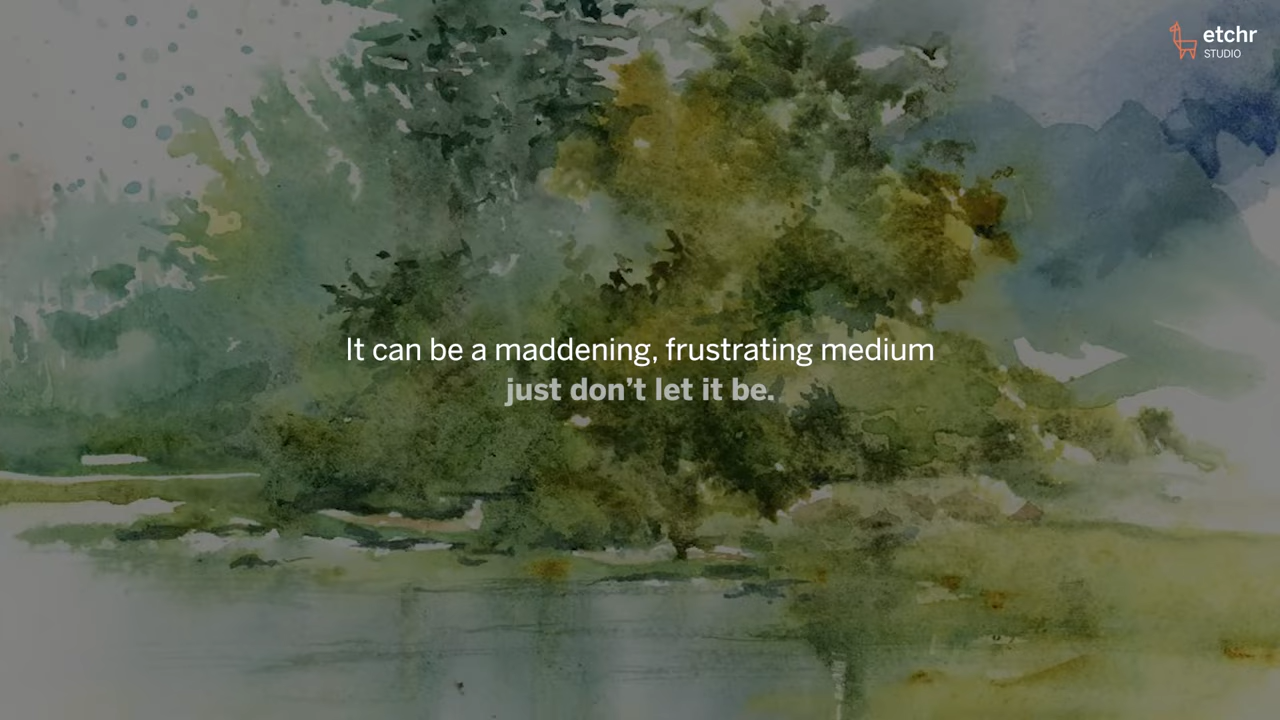 etchr
STUDIO
It can be a maddening, frustrating medium
just don't let it be.